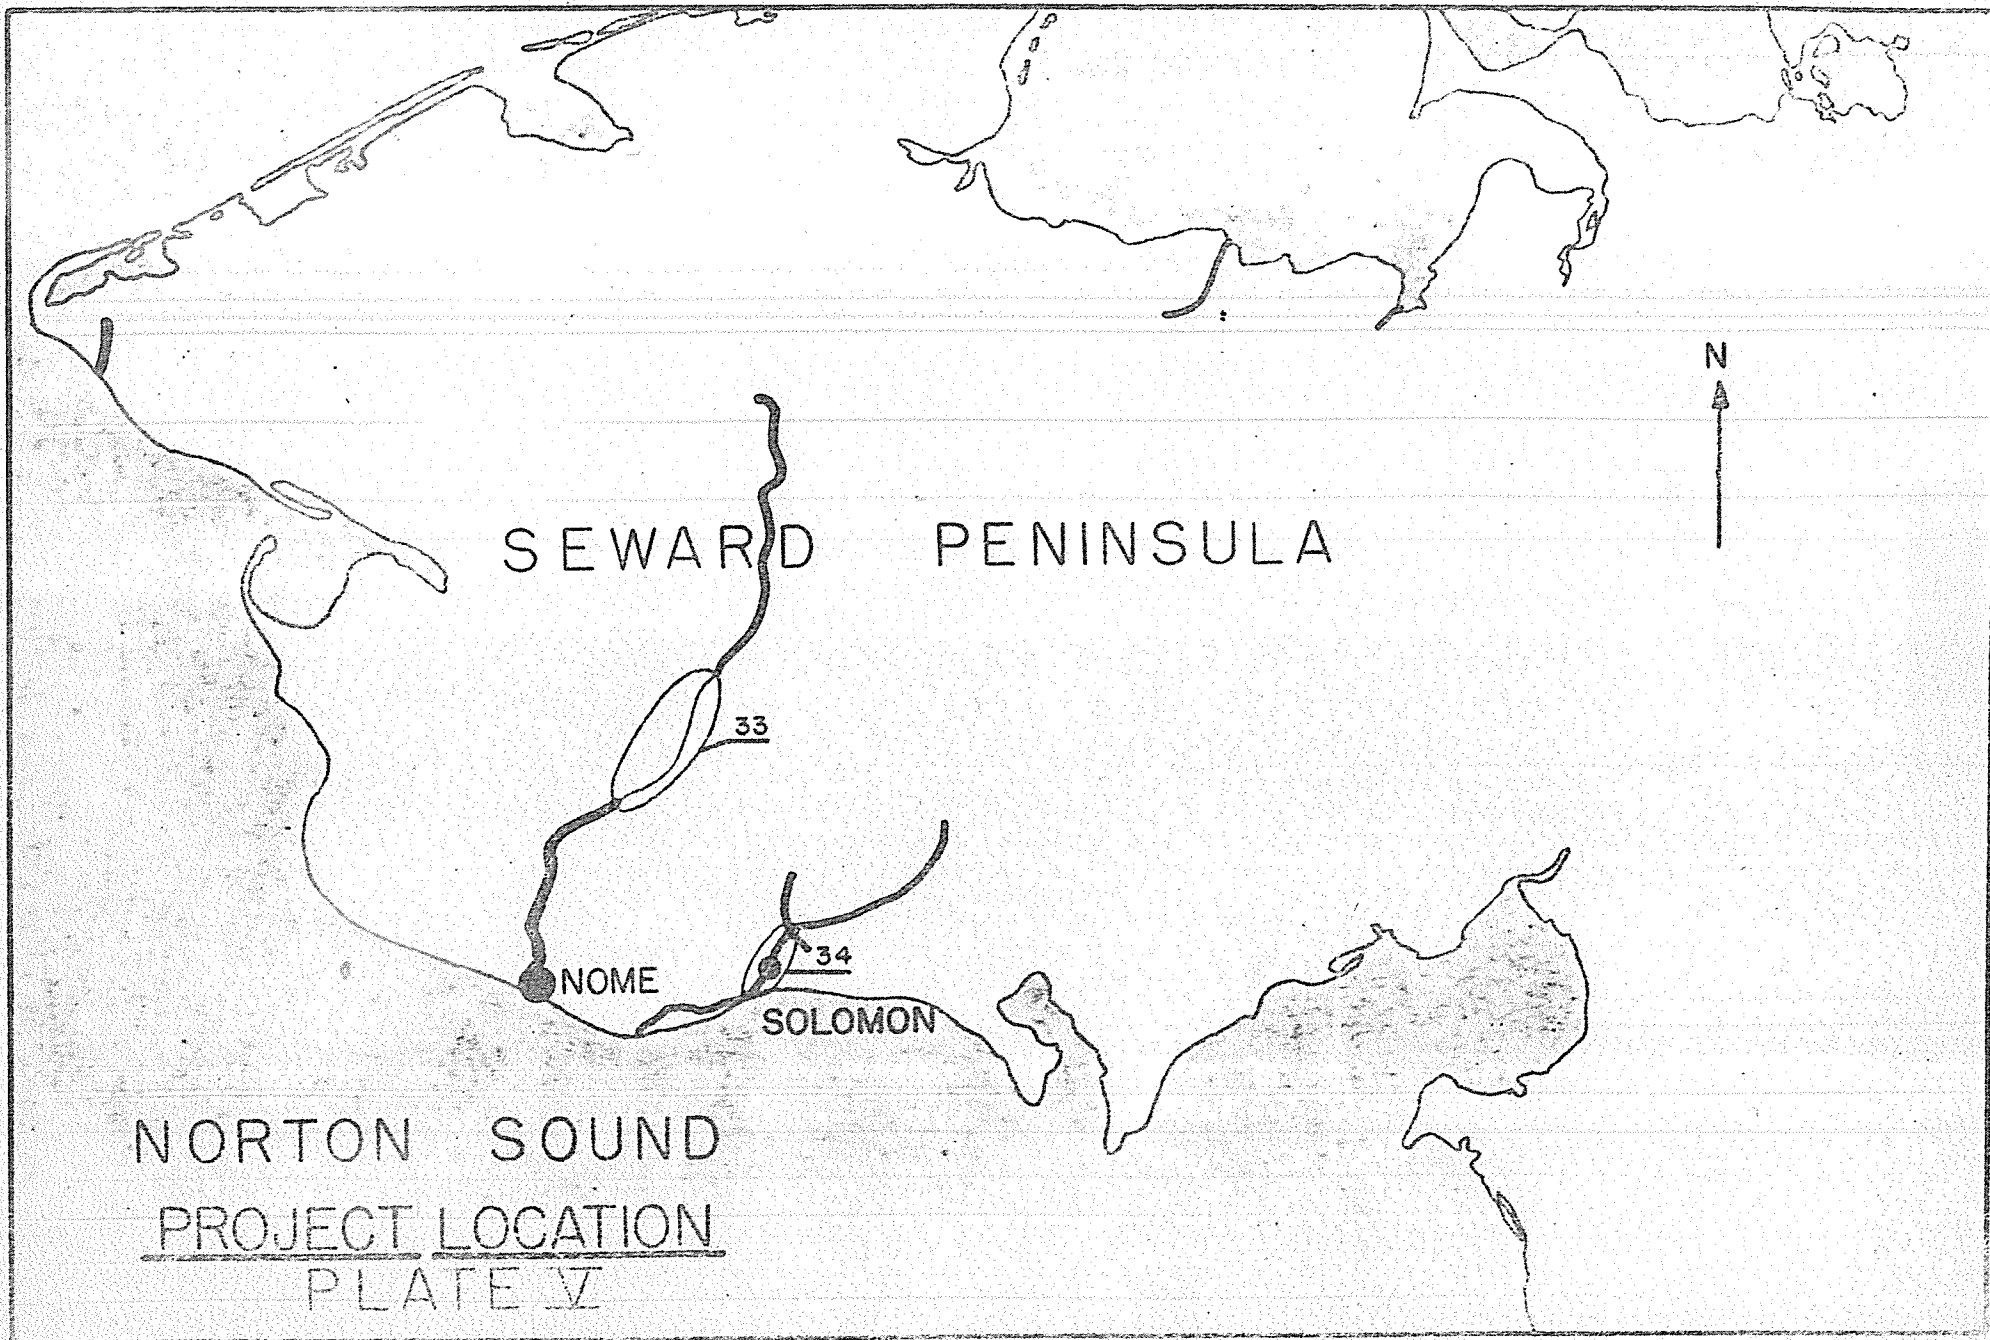 N
SEWARD PENINSULA
33
34
NOME
SOLOMON
NORTON SOUND
PROJECT LOCATION
PLATE V